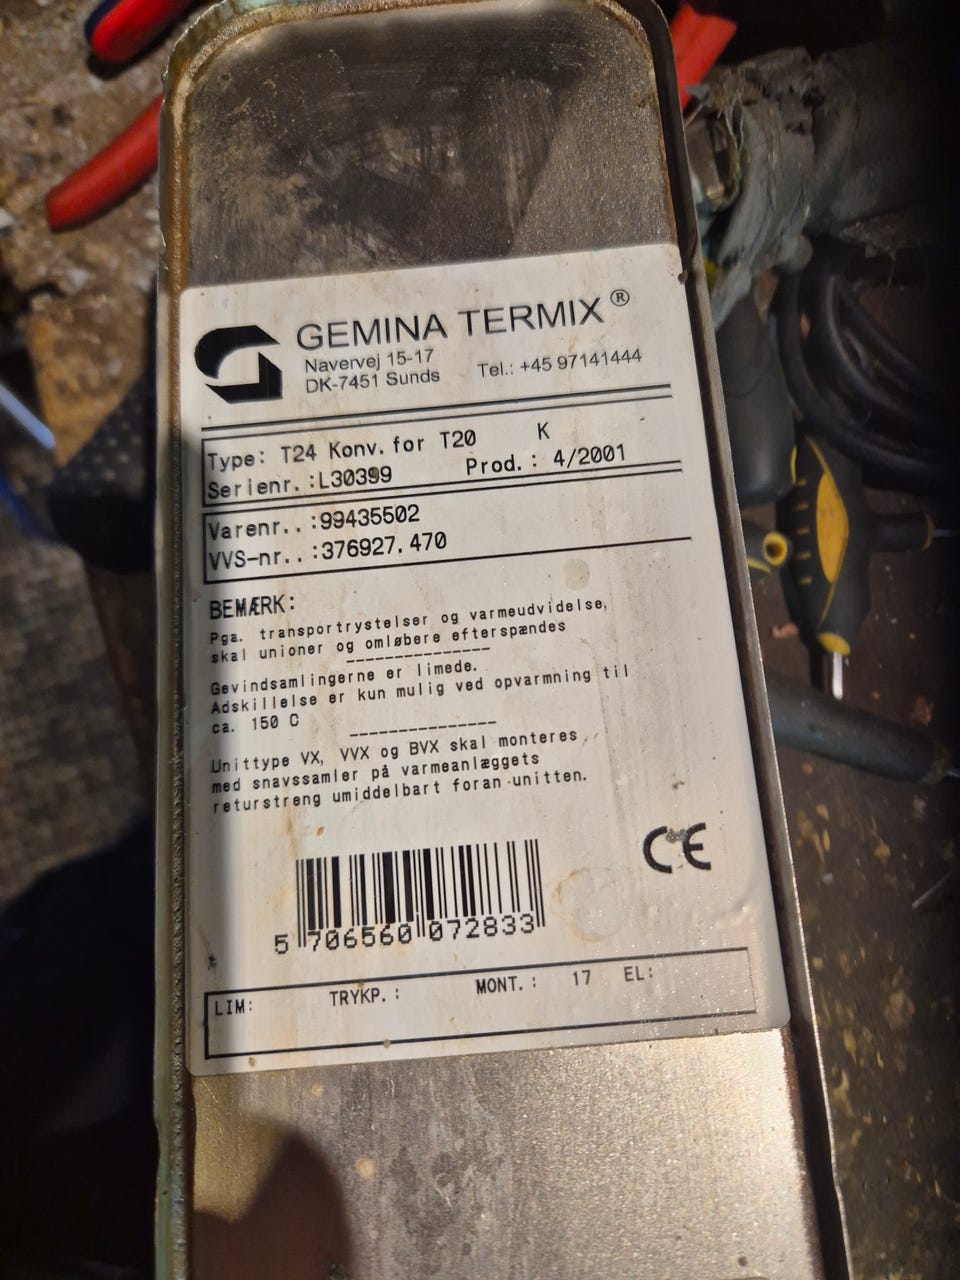 GEMINA TERMIX®
Navervej 15-17
DK-7451 Sunds Tel.: +45 97141444
Type: T24 Konv. for T20 K
Serienr.:L30399 Prod.: 4/2001
Varenr..:99435502
VVS-nr..:376927.470
BEMÆRK:
Pga. transportrystelser og varmeudvidelse,
skal unioner og omløbere efterspændes
---------------
Gevindsamlingerne er limede.
Adskillelse er kun mulig ved opvarmning til
ca. 150 C
---------------
Unittype VX, VVX og BVX skal monteres
med snavssamler på varmeanlæggets
returstreng umiddelbart foran unitten.
CE
5 706560 072833
LIM: TRYKP.: MONT.: 17 EL: